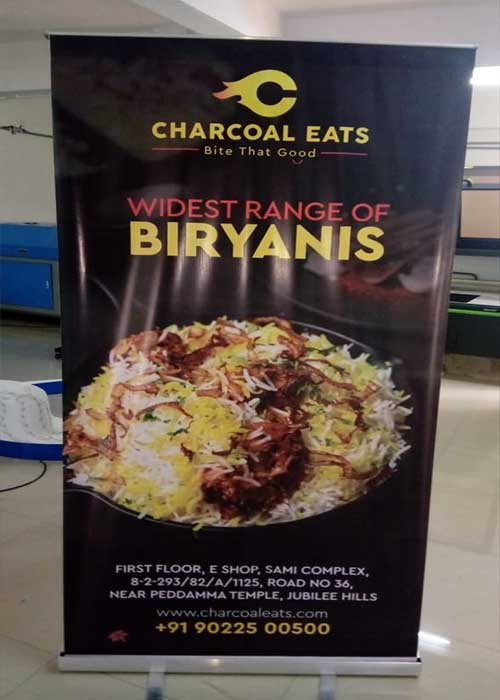 CHARCOAL EATS
Bite That Good
WIDEST RANGE OF
BIRYANIS
FIRST FLOOR, E SHOP, SAMI COMPLEX,
8-2-293/82/A/1125, ROAD NO 36,
NEAR PEDDAMMA TEMPLE, JUBILEE HILLS
www.charcoaleats.com
+91 90225 00500